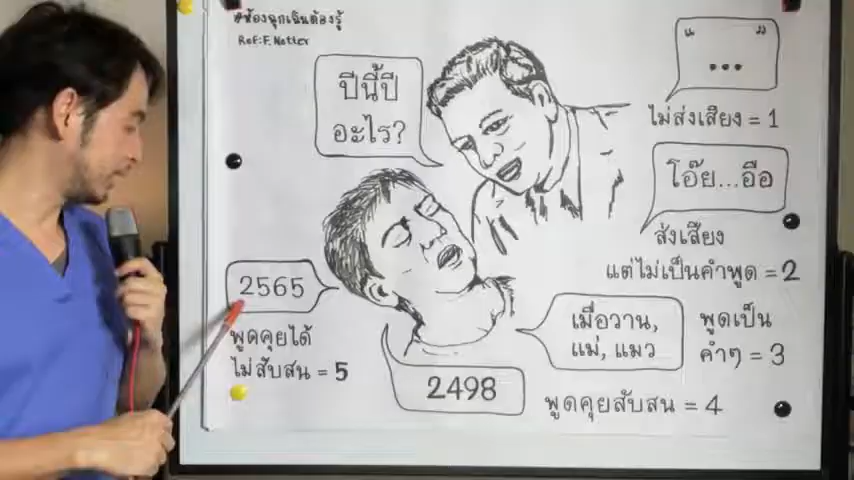 #ห้องฉุกเฉินต้องรู้
Ref: F. Netter
ปีนี้ปี
อะไร?
" "
...
ไม่ส่งเสียง = 1
โอ๊ย...อือ
ส่งเสียง
แต่ไม่เป็นคำพูด = 2
เมื่อวาน,
แม่, แมว
พูดเป็น
คำๆ = 3
2498
พูดคุยสับสน = 4
2565
พูดคุยได้
ไม่สับสน = 5